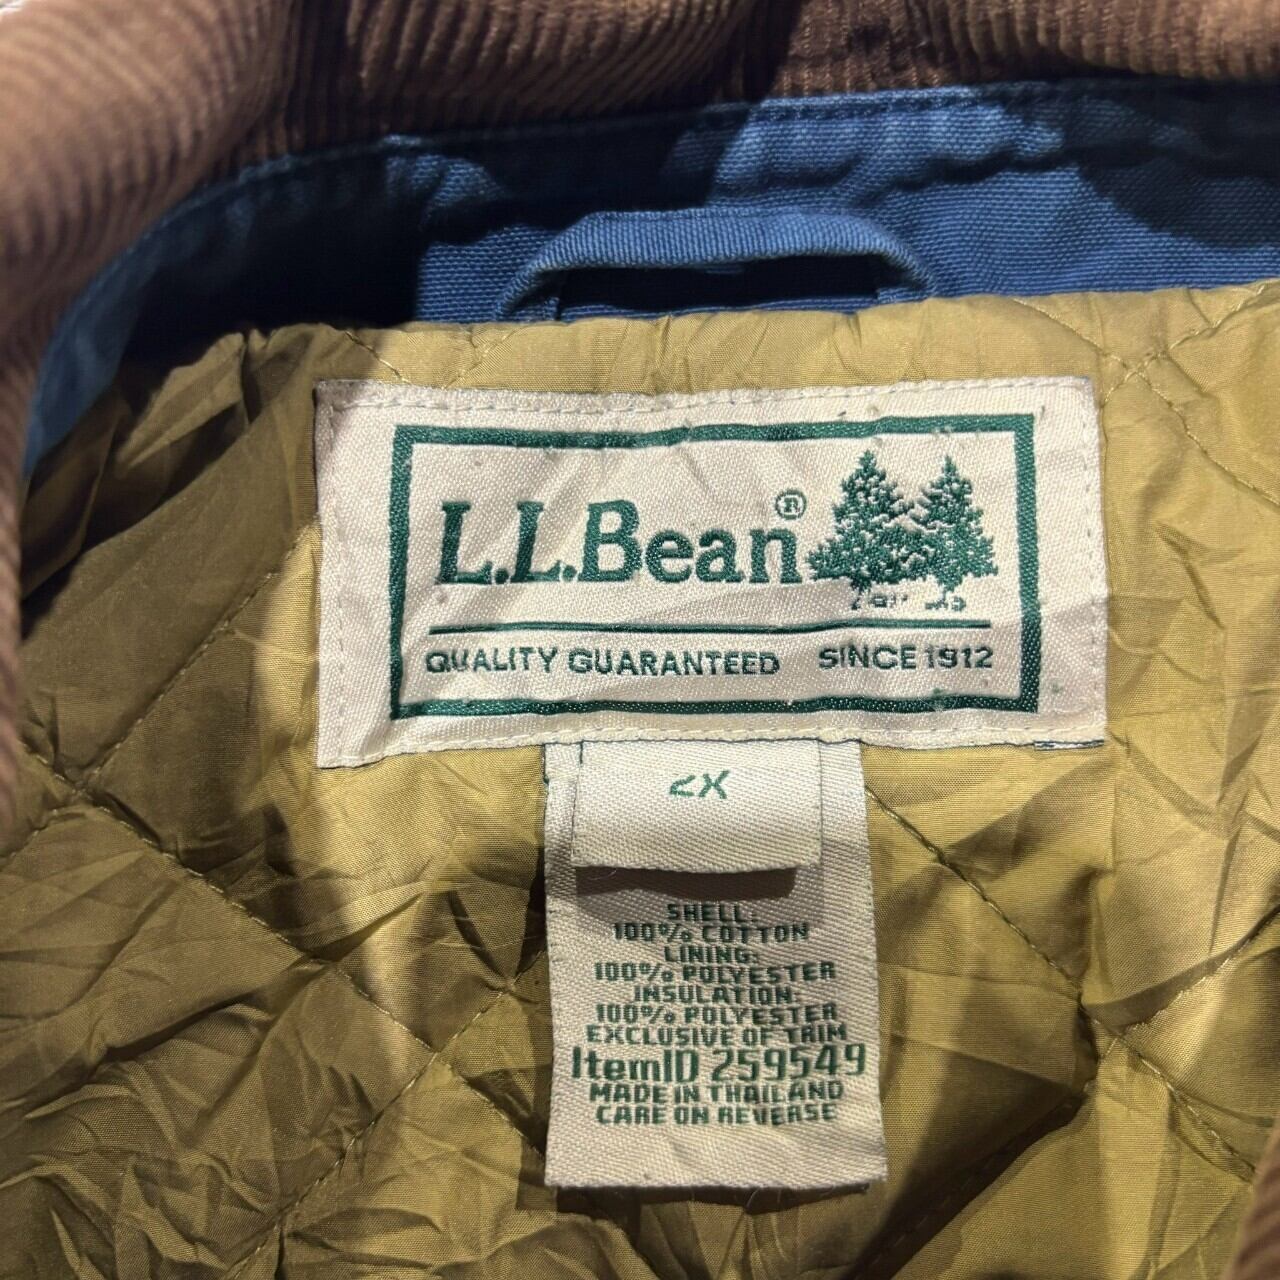 L.L.Bean®
QUALITY GUARANTEED SINCE 1912
2X
SHELL:
100% COTTON
LINING:
100% POLYESTER
INSULATION:
100% POLYESTER
EXCLUSIVE OF TRIM
ItemID 259549
MADE IN THAILAND
CARE ON REVERSE